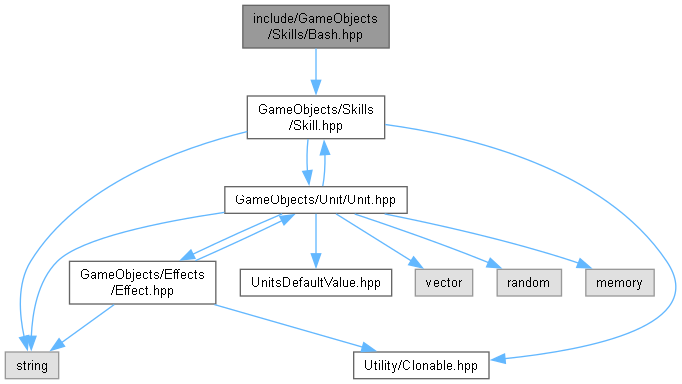 include/GameObjects
/Skills/Bash.hpp
GameObjects/Skills
/Skill.hpp
GameObjects/Unit/Unit.hpp
GameObjects/Effects
/Effect.hpp
UnitsDefaultValue.hpp
vector
random
memory
string
Utility/Clonable.hpp